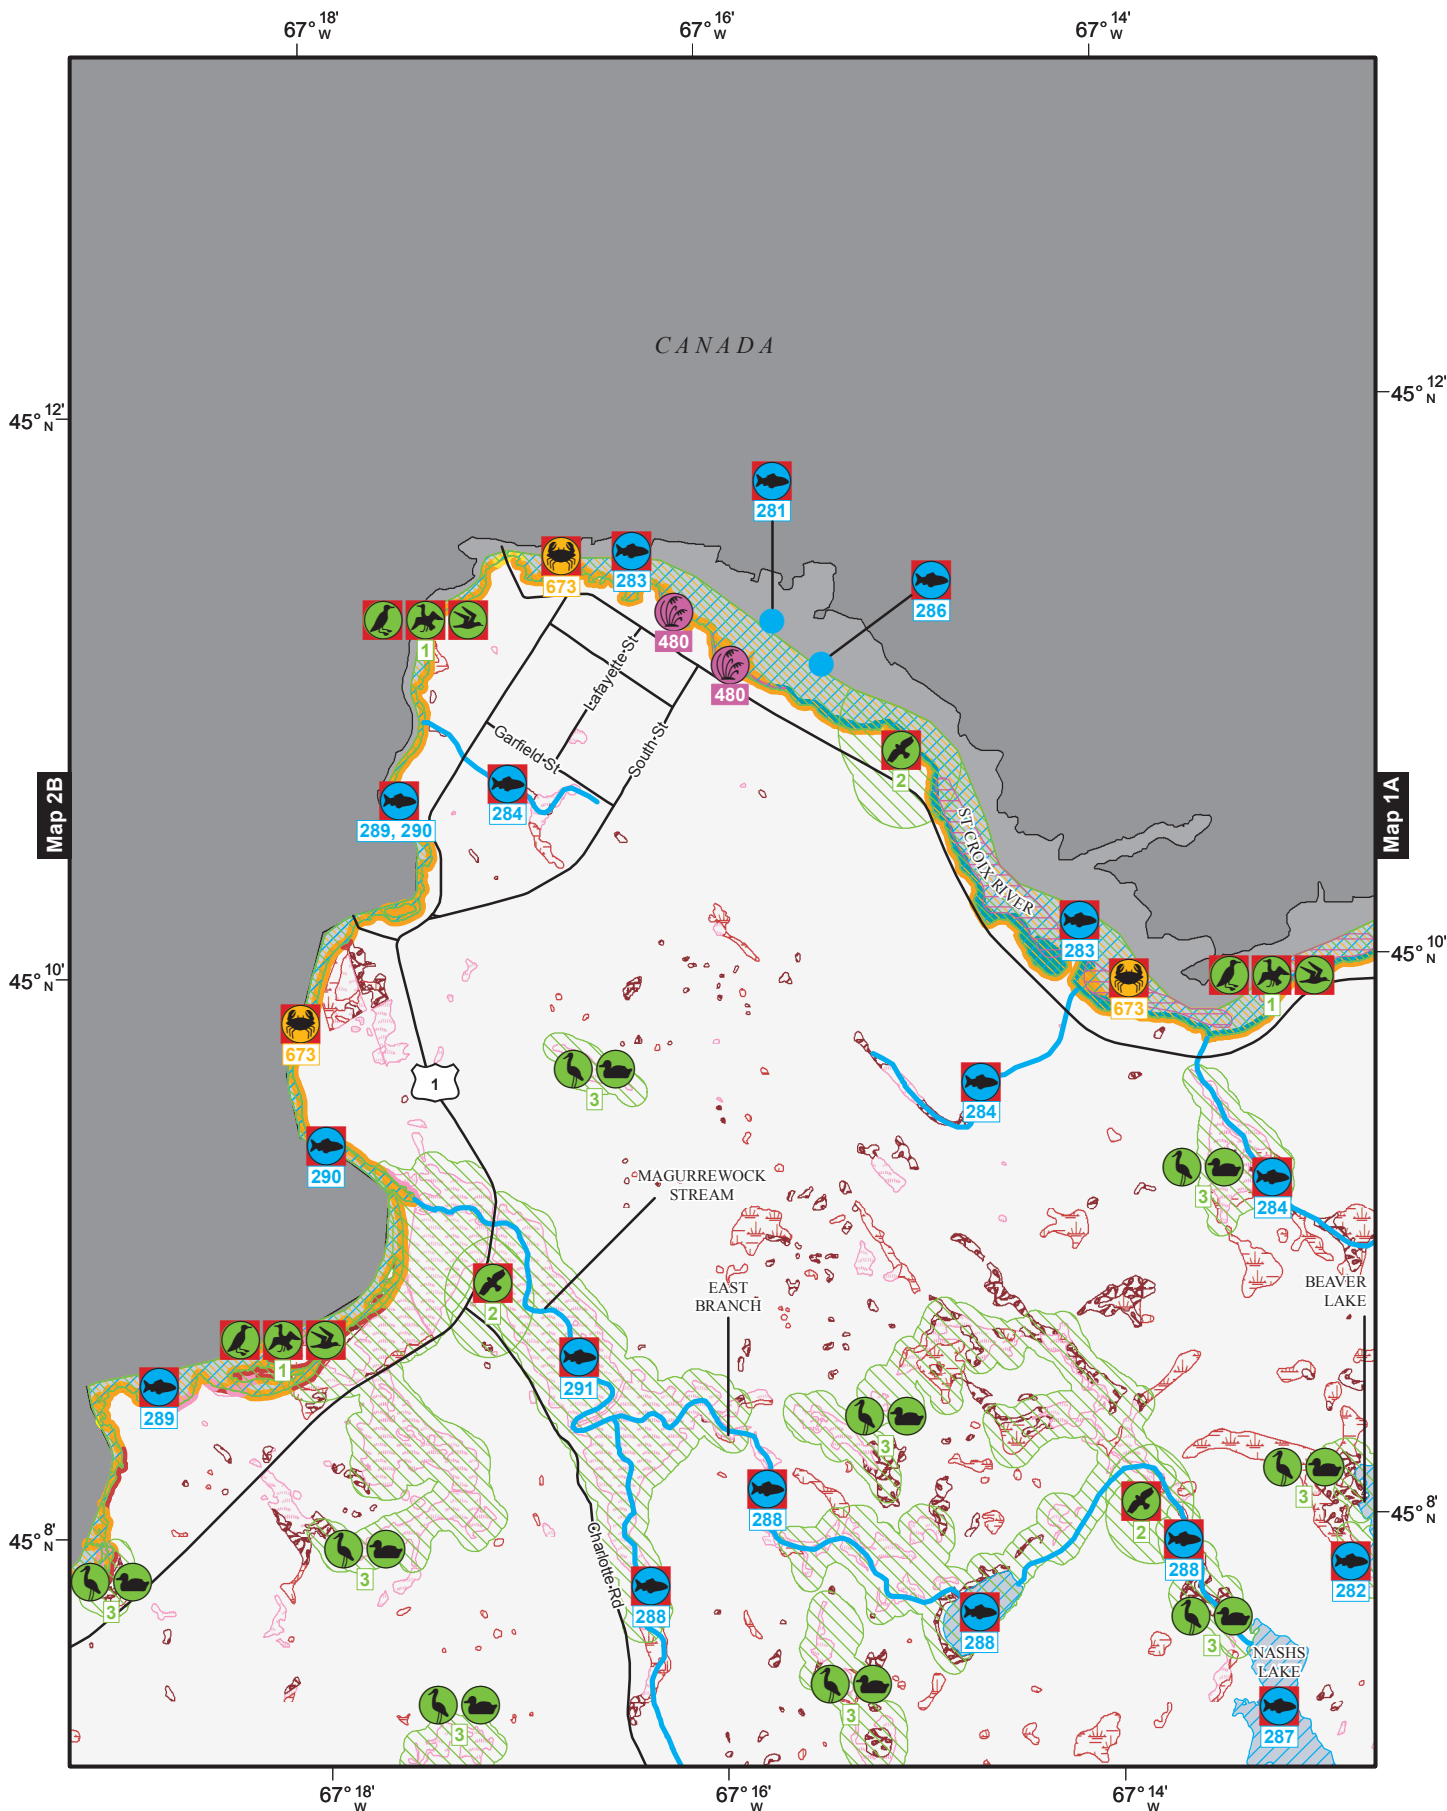 67° 18' W
67° 16' W
67° 14' W
CANADA
45° 12' N
45° 12' N
281
286
673
283
480
480
1
Lafayette St
Garfield St
South St
284
289, 290
2
Map 2B
Map 1A
ST CROIX RIVER
283
673
1
45° 10' N
45° 10' N
673
1
3
284
290
MAGURREWOCK
STREAM
3
284
2
EAST
BRANCH
BEAVER
LAKE
1
289
291
3
288
3
2
45° 8' N
45° 8' N
Charlotte Rd
3
3
288
288
288
282
3
NASHS
LAKE
3
3
287
67° 18' W
67° 16' W
67° 14' W